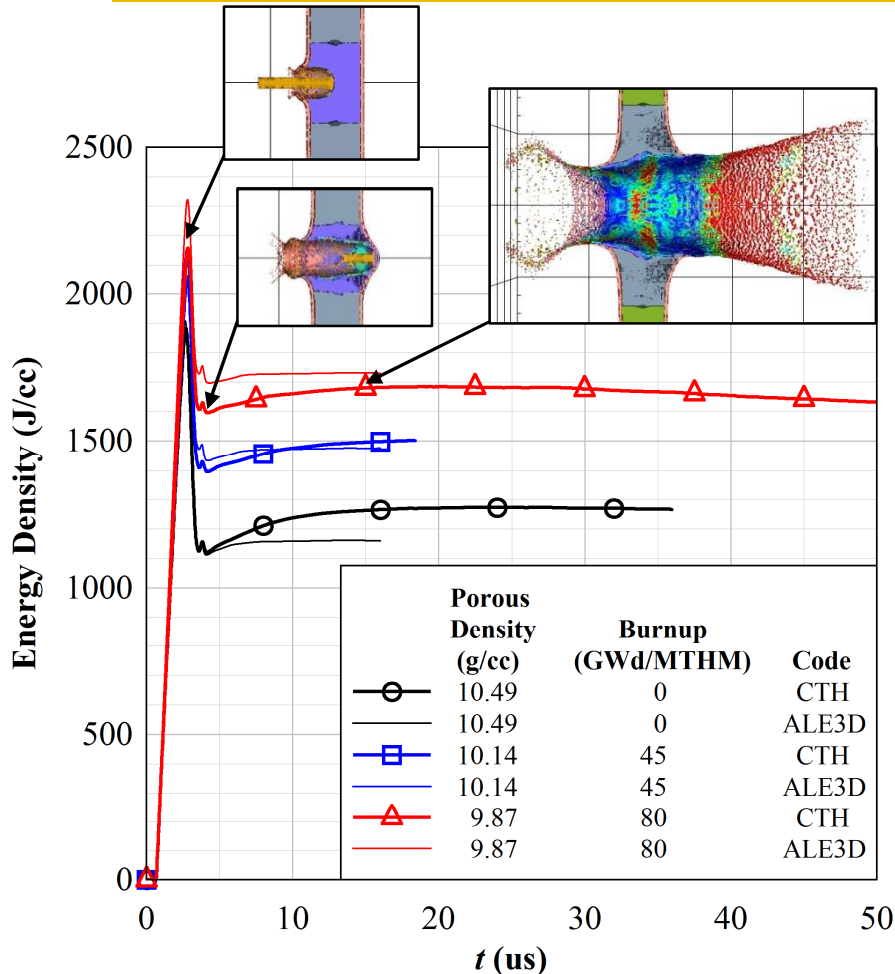 2500
2000
1500
1000
500
0
Energy Density (J/cc)
Porous
Density
(g/cc)
Burnup
(GWd/MTHM)
Code
10.49 0 CTH
10.49 0 ALE3D
10.14 45 CTH
10.14 45 ALE3D
9.87 80 CTH
9.87 80 ALE3D
0 10 20 30 40 50
t (us)